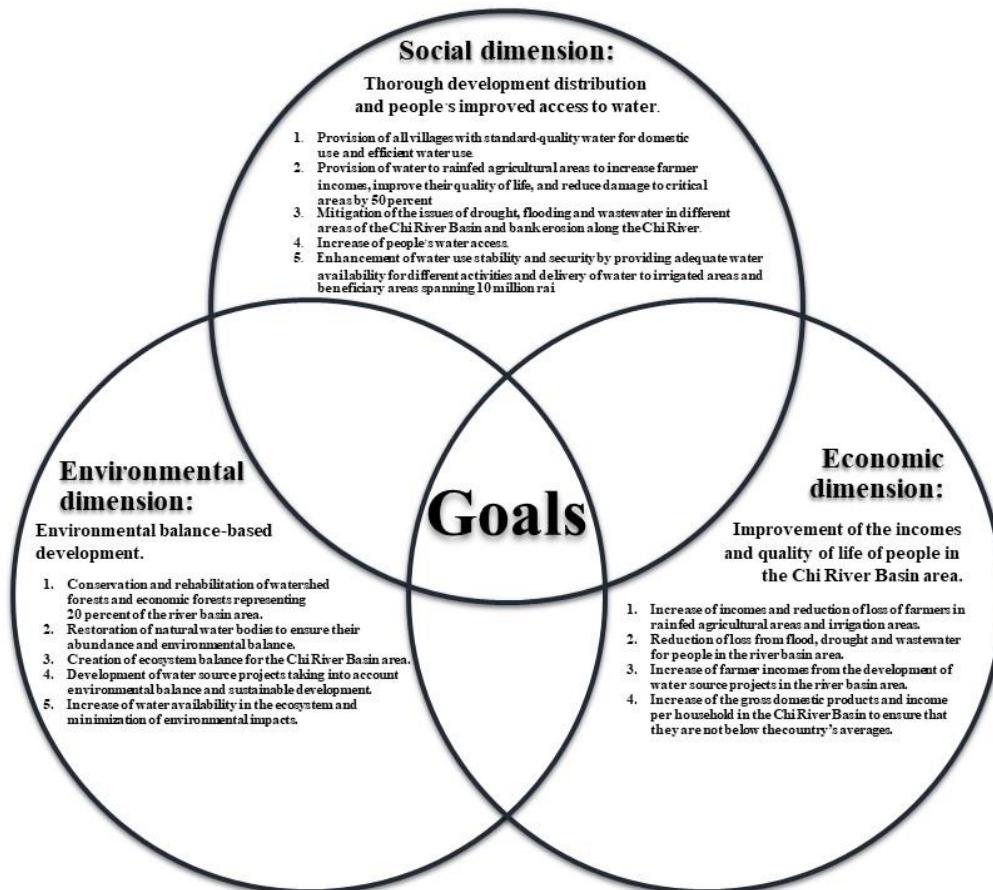 Social dimension:
Thorough development distribution
and people's improved access to water.
1. Provision of all villages with standard-quality water for domestic
use and efficient water use.
2. Provision of water to rainfed agricultural areas to increase farmer
incomes, improve their quality of life, and reduce damage to critical
areas by 50 percent
3. Mitigation of the issues of drought, flooding and wastewater in different
areas of the Chi River Basin and bank erosion along the Chi River.
4. Increase of people's water access.
5. Enhancement of water use stability and security by providing adequate water
availability for different activities and delivery of water to irrigated areas and
beneficiary areas spanning 10 million rai
Environmental
dimension:
Environmental balance-based
development.
1. Conservation and rehabilitation of watershed
forests and economic forests representing
20 percent of the river basin area.
2. Restoration of natural water bodies to ensure their
abundance and environmental balance.
3. Creation of ecosystem balance for the Chi River Basin area.
4. Development of water source projects taking into account
environmental balance and sustainable development.
5. Increase of water availability in the ecosystem and
minimization of environmental impacts.
Goals
Economic
dimension:
Improvement of the incomes
and quality of life of people in
the Chi River Basin area.
1. Increase of incomes and reduction of loss of farmers in
rainfed agricultural areas and irrigation areas.
2. Reduction of loss from flood, drought and wastewater
for people in the river basin area.
3. Increase of farmer incomes from the development of
water source projects in the river basin area.
4. Increase of the gross domestic products and income
per household in the Chi River Basin to ensure that
they are not below the country's averages.